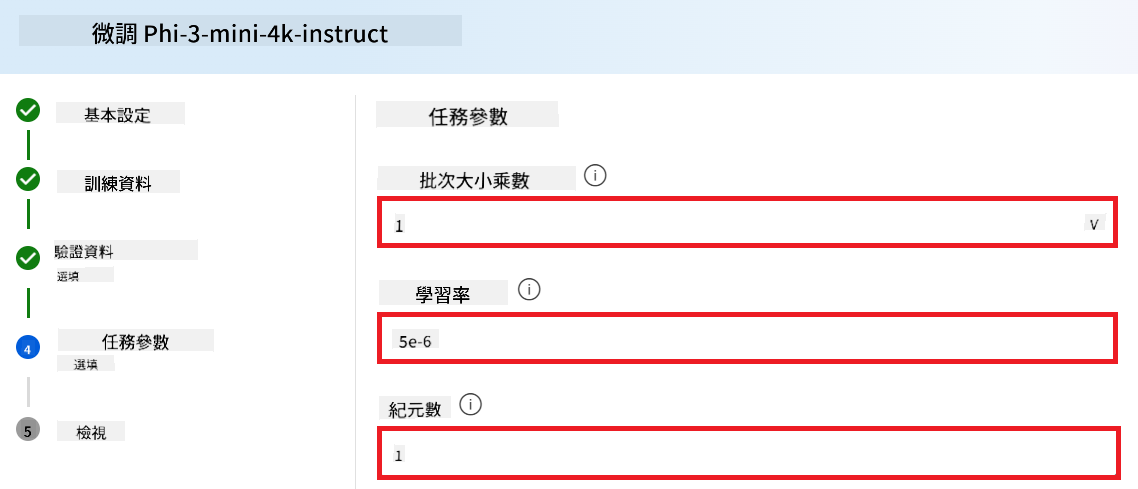 微調 Phi-3-mini-4k-instruct
基本設定
訓練資料
驗證資料
選填
4
任務參數
選填
5
檢視
任務參數
批次大小乘數
1
V
學習率
5e-6
紀元數
1